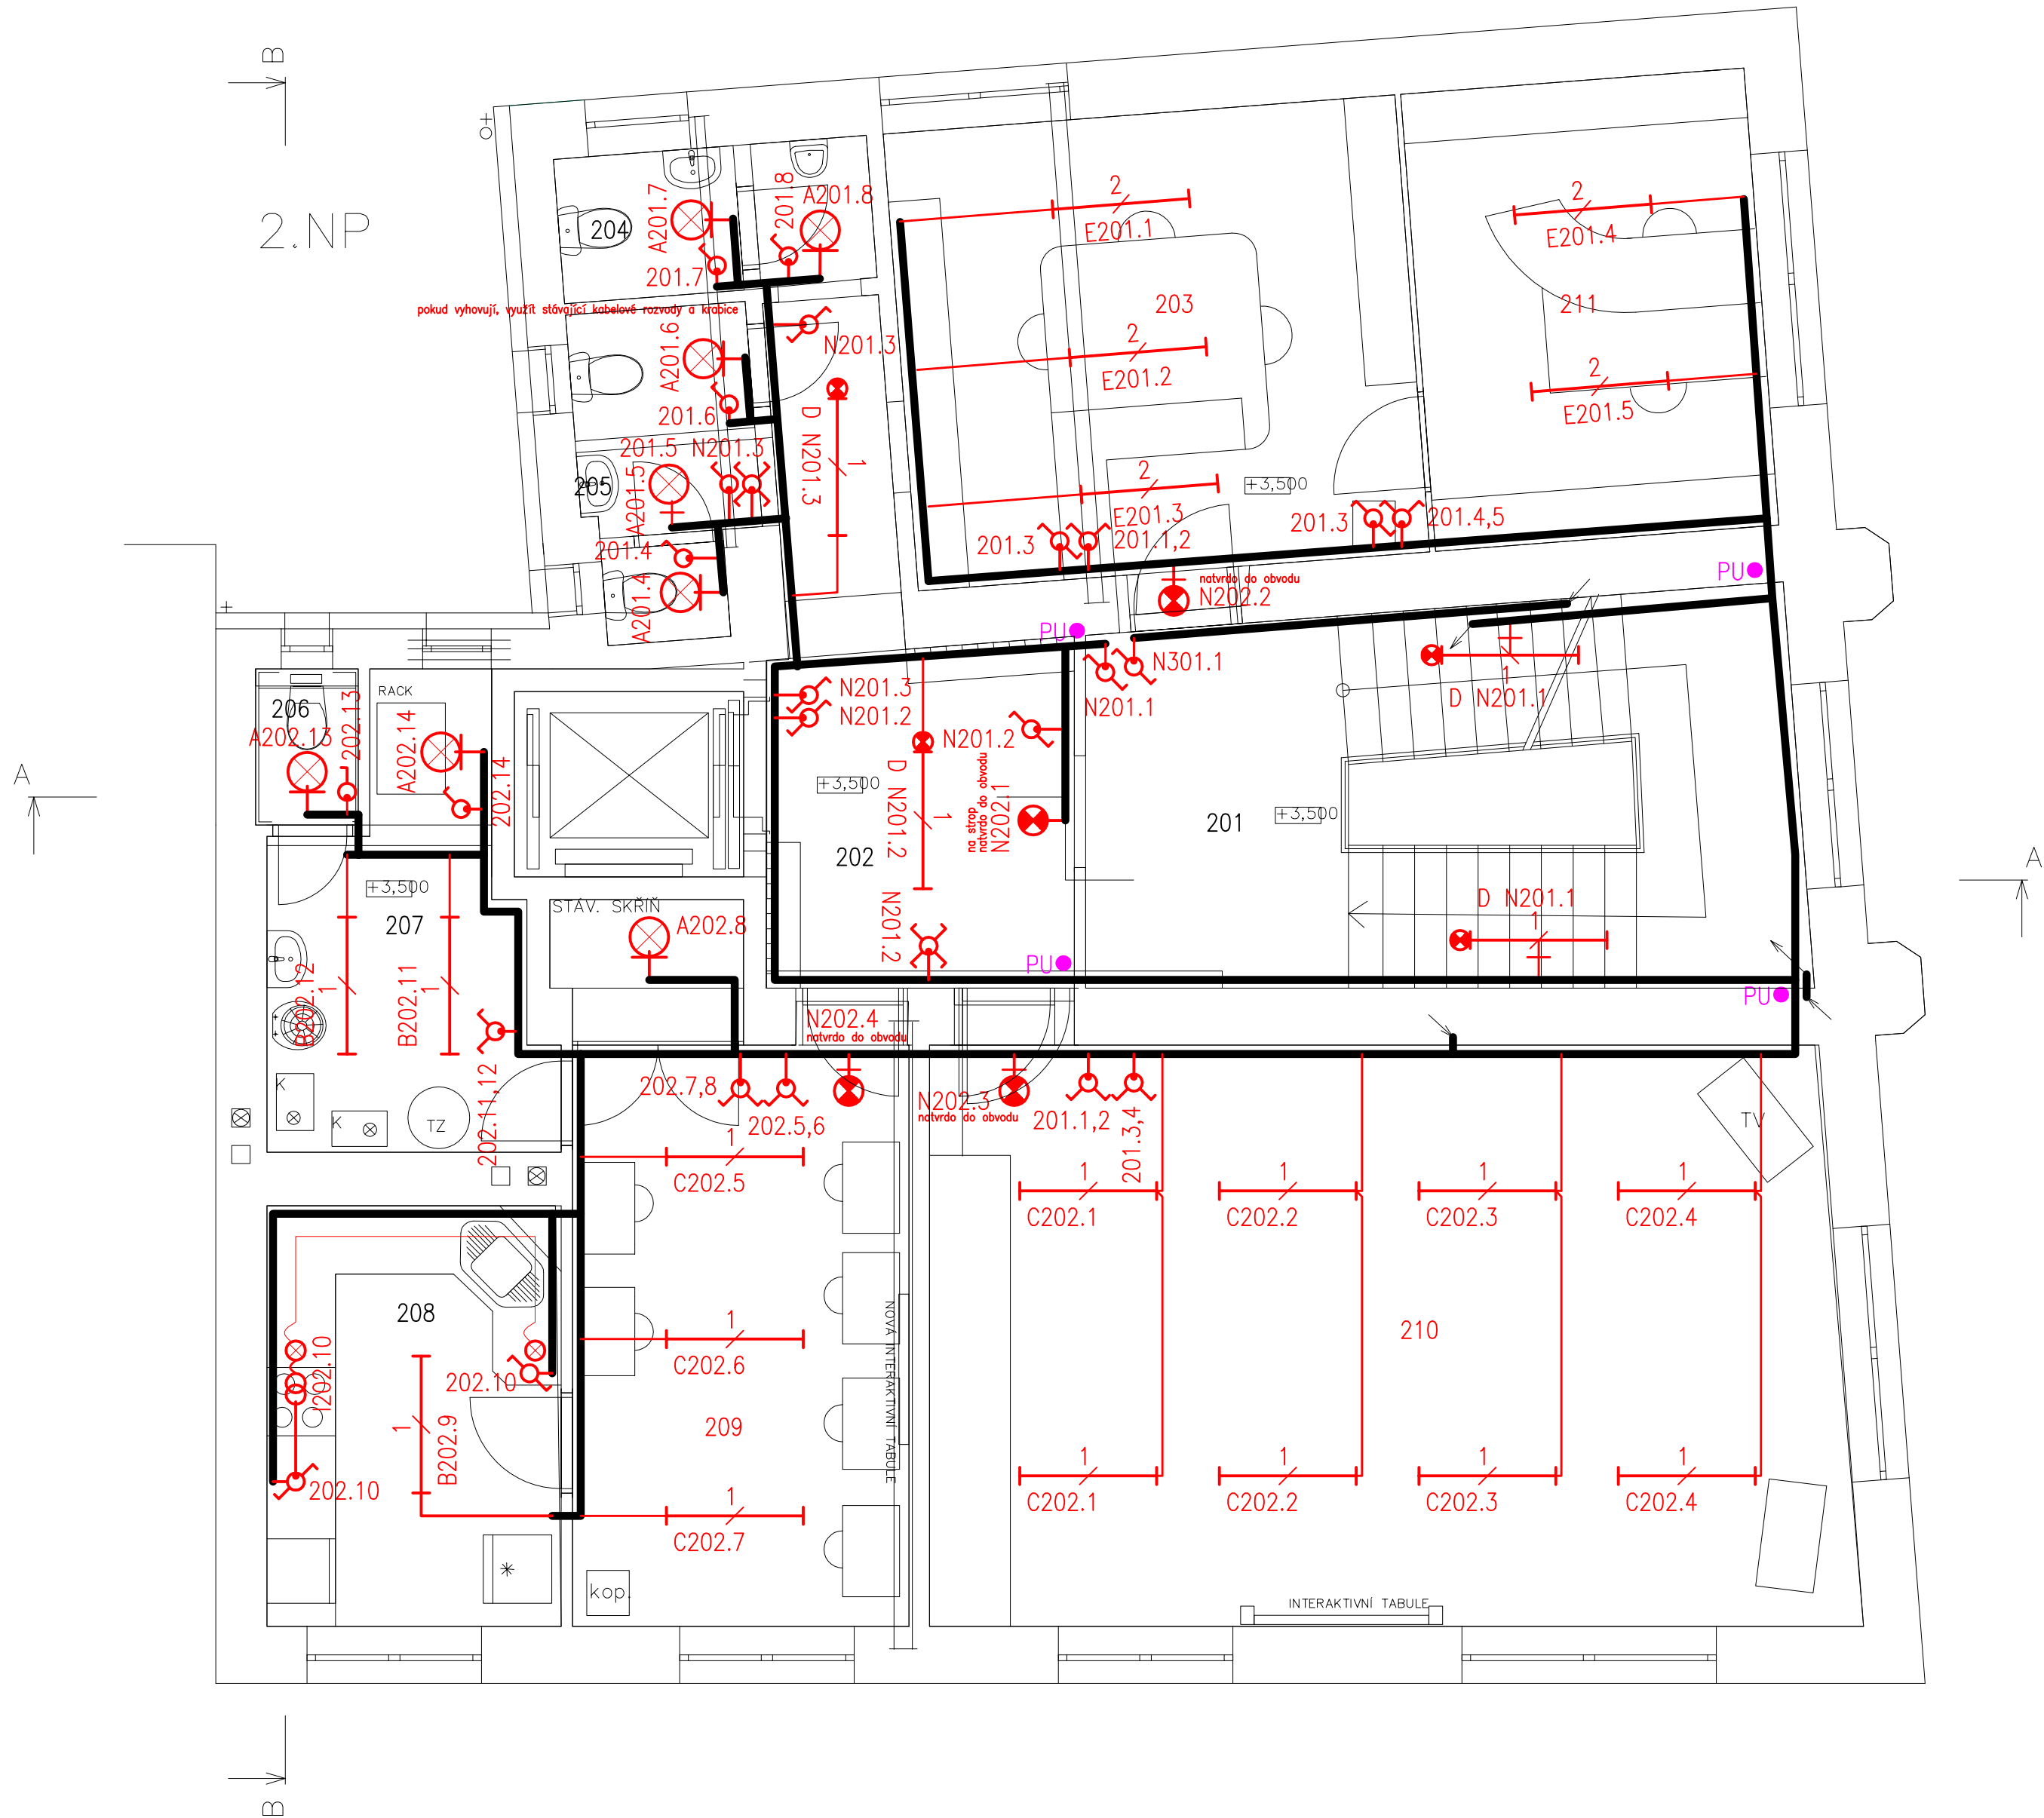 B
2.NP
A201.7
204
201.7
201.8
A201.8
pokud vyhovují, využít stávající kabelové rozvody a krabice
A201.6
201.6
N201.3
D N201.3
1
201.5
N201.3
205
A201.5
201.4
A201.4
2
E201.1
203
2
E201.2
2
E201.3
+3,500
201.3
201.1,2
201.3
201.4,5
2
E201.4
211
2
E201.5
natvrdo do obvodu
N202.2
PU
PU
N301.1
N201.1
1
D N201.1
N201.3
N201.2
N201.2
+3,500
D N201.2
1
na strop
natvrdo do obvodu
N202.1
202
201
+3,500
N201.2
D N201.1
1
PU
PU
A
A
206
A202.13
202.13
RACK
A202.14
202.14
+3,500
207
STÁV. SKŘÍŇ
A202.8
B202.12
1
B202.11
1
202.11,12
K
K
TZ
N202.4
natvrdo do obvodu
202.7,8
202.5,6
N202.3
natvrdo do obvodu
201.1,2
201.3,4
TV
1
C202.5
1
C202.6
209
1
C202.7
kop.
NOVÁ INTERAKTIVNÍ TABULE
1
C202.1
1
C202.2
1
C202.3
1
C202.4
210
1
C202.1
1
C202.2
1
C202.3
1
C202.4
INTERAKTIVNÍ TABULE
208
I202.10
202.10
1
B202.9
202.10
B